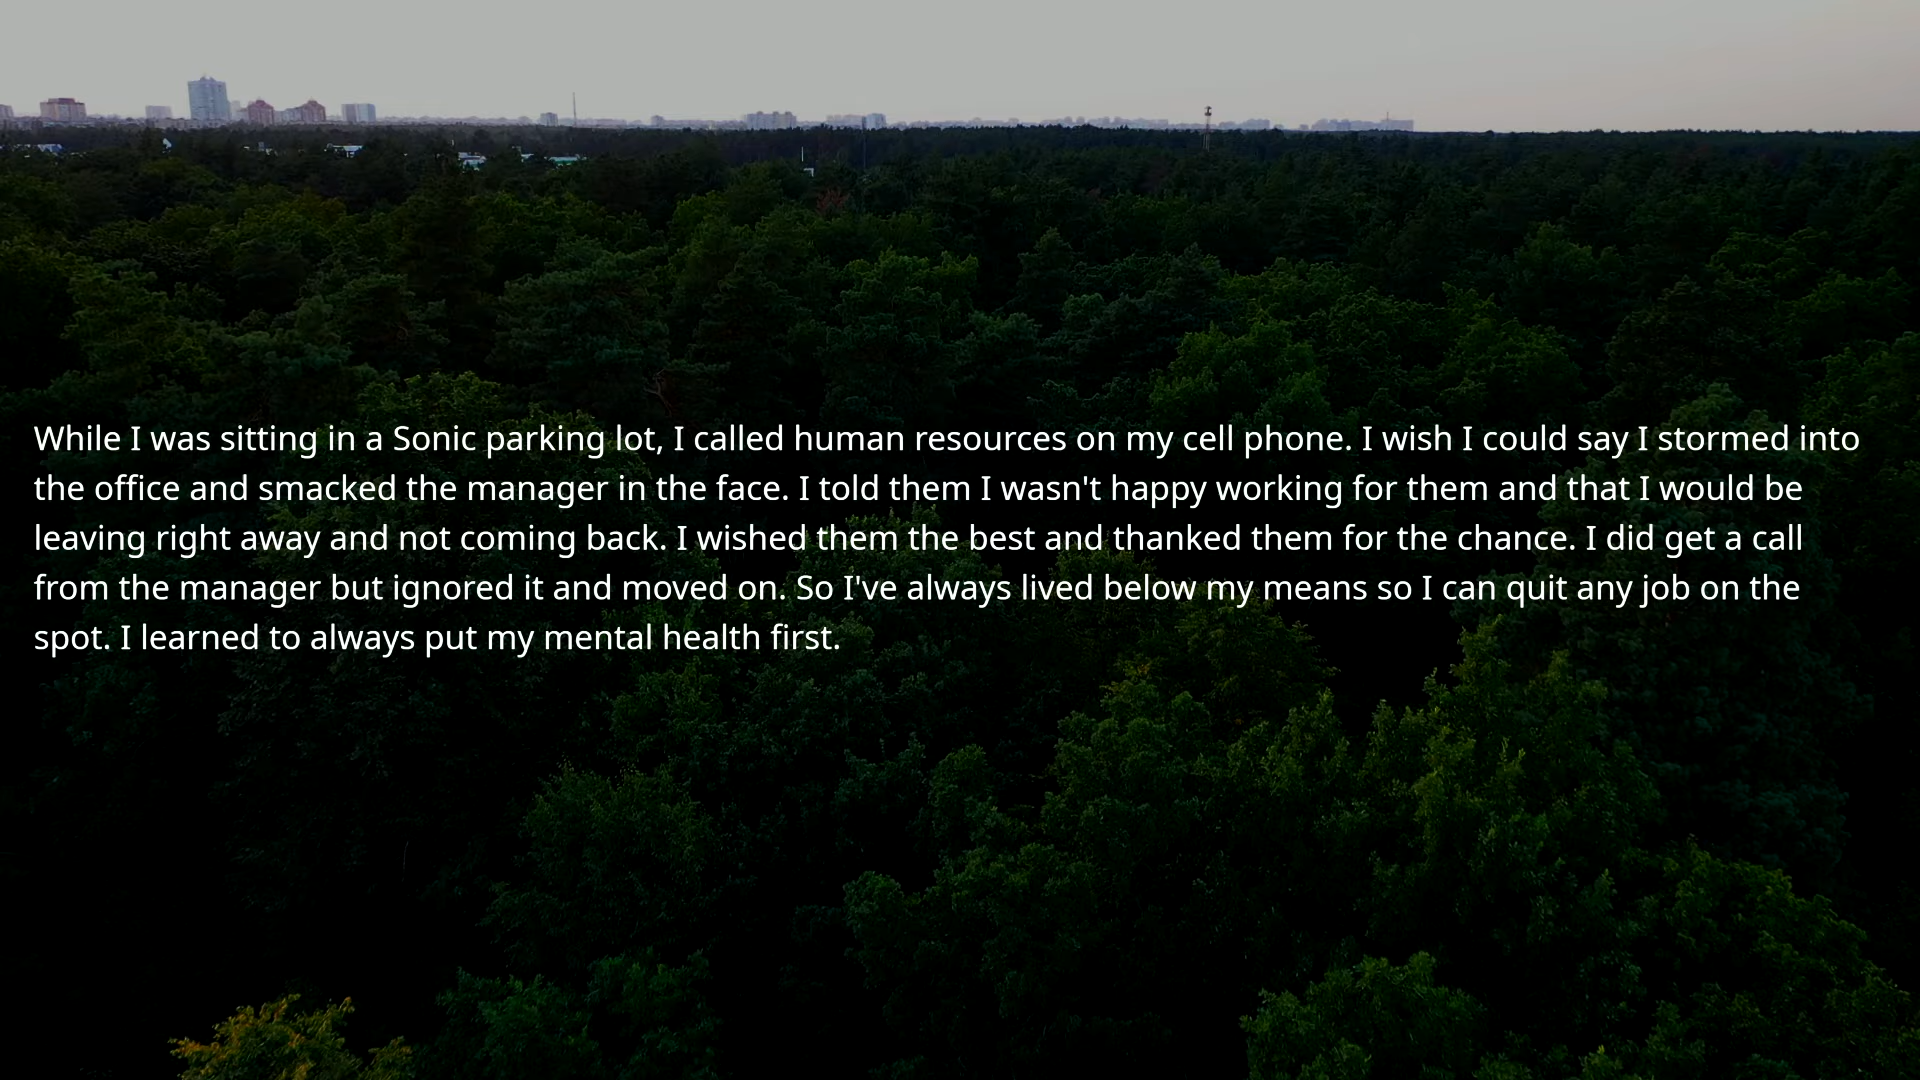 While I was sitting in a Sonic parking lot, I called human resources on my cell phone. I wish I could say I stormed into
the office and smacked the manager in the face. I told them I wasn't happy working for them and that I would be
leaving right away and not coming back. I wished them the best and thanked them for the chance. I did get a call
from the manager but ignored it and moved on. So I've always lived below my means so I can quit any job on the
spot. I learned to always put my mental health first.